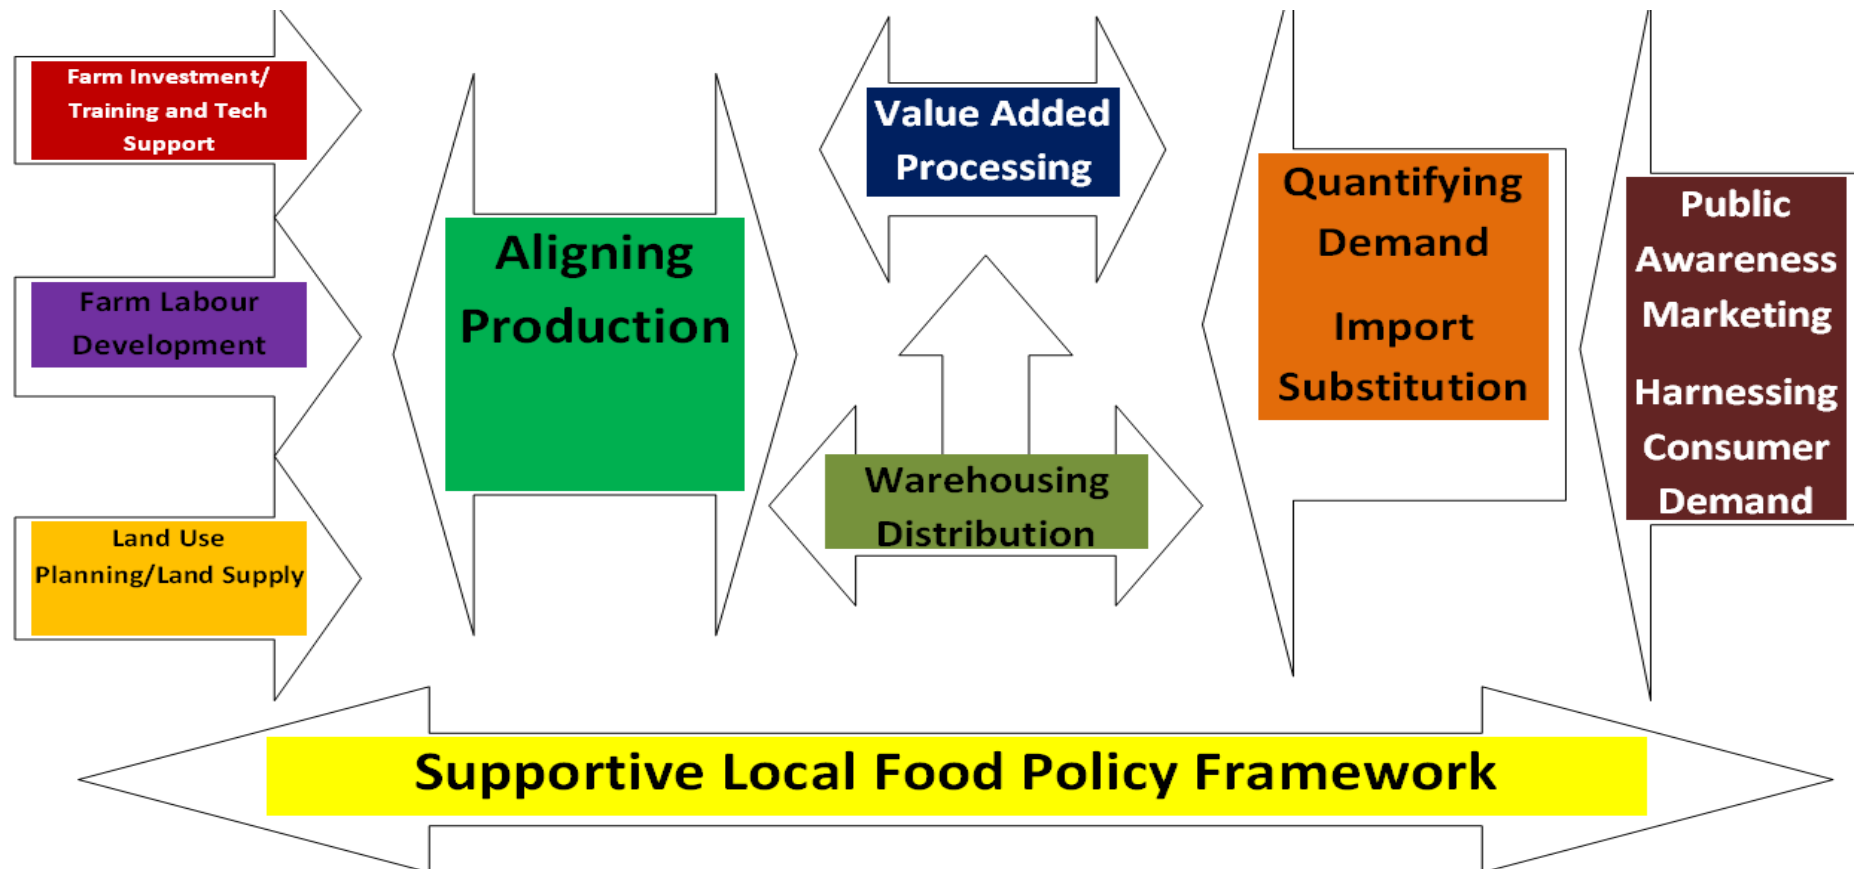 Farm Investment/
Training and Tech
Support
Farm Labour
Development
Land Use
Planning/Land Supply
Aligning
Production
Value Added
Processing
Warehousing
Distribution
Quantifying
Demand
Import
Substitution
Public
Awareness
Marketing
Harnessing
Consumer
Demand
Supportive Local Food Policy Framework